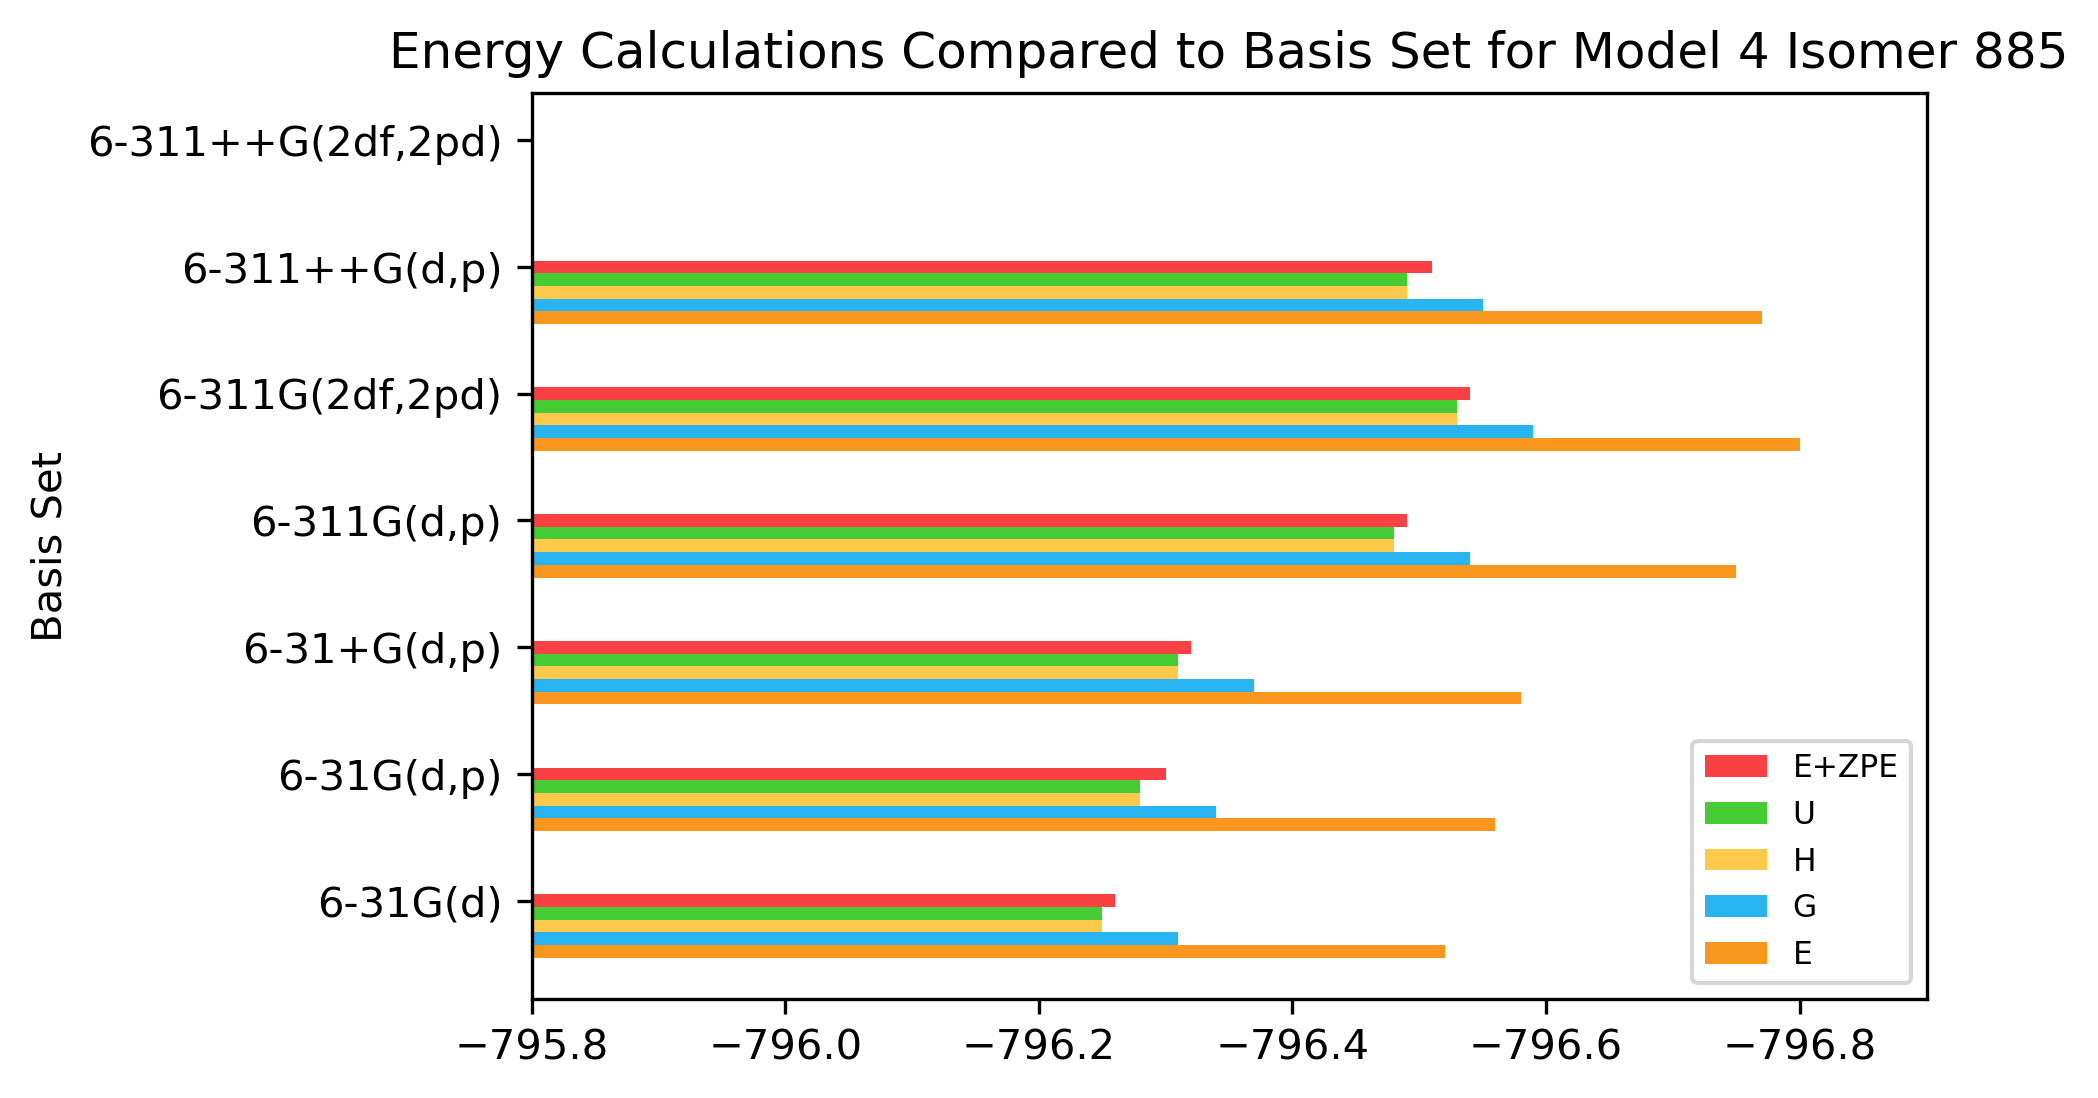 Energy Calculations Compared to Basis Set for Model 4 Isomer 885
6-311++G(2df,2pd)
6-311++G(d,p)
6-311G(2df,2pd)
6-311G(d,p)
6-31+G(d,p)
6-31G(d,p)
6-31G(d)
Basis Set
E+ZPE
U
H
G
E
−795.8 −796.0 −796.2 −796.4 −796.6 −796.8